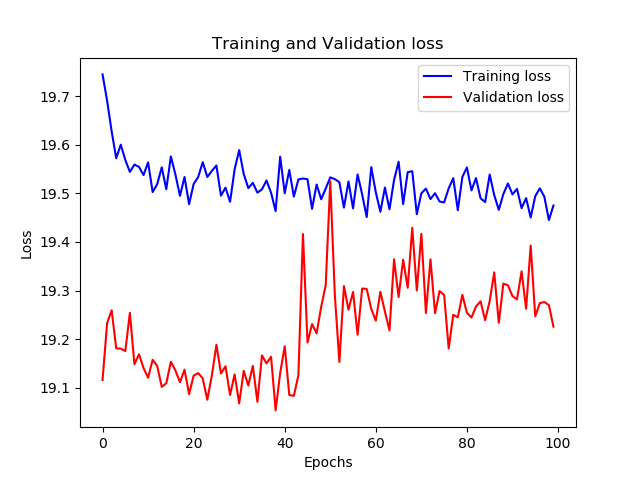 Training and Validation loss
Training loss
Validation loss
19.7
19.6
19.5
19.4
19.3
19.2
19.1
Loss
0
20
40
60
80
100
Epochs